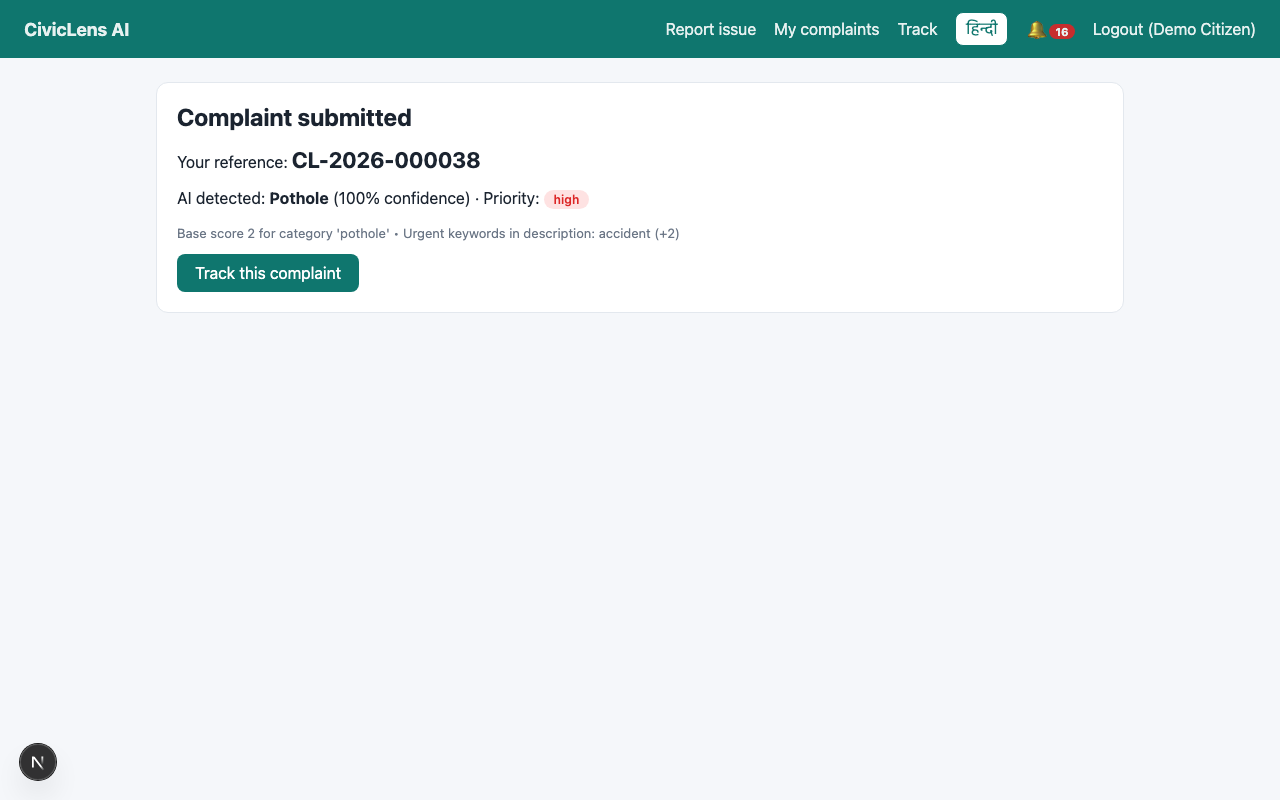 CivicLens AI
Report issue My complaints Track हिन्दी 🔔 16 Logout (Demo Citizen)
Complaint submitted
Your reference: CL-2026-000038
AI detected: Pothole (100% confidence) · Priority: high
Base score 2 for category 'pothole' • Urgent keywords in description: accident (+2)
Track this complaint
N